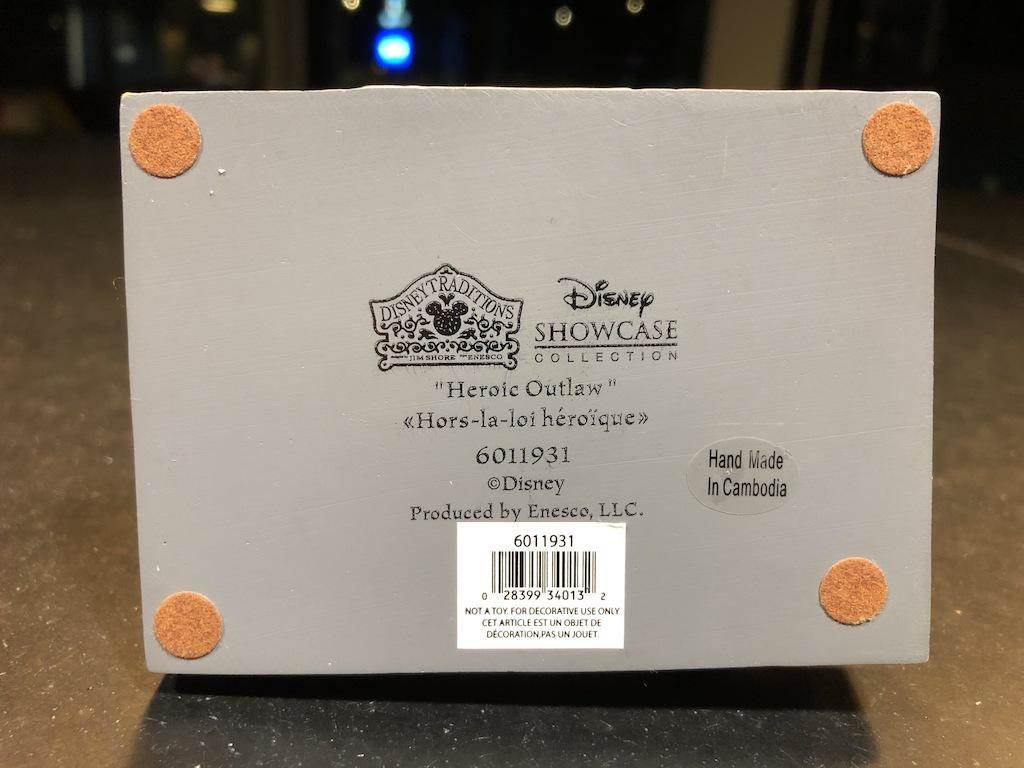 DISNEY TRADITIONS
JIM SHORE ENESCO
Disney
SHOWCASE
COLLECTION
"Heroic Outlaw"
«Hors-la-loi héroïque»
6011931
©Disney
Produced by Enesco, LLC.
Hand Made
In Cambodia
6011931
0 28399 34013 2
NOT A TOY. FOR DECORATIVE USE ONLY
CET ARTICLE EST UN OBJET DE
DÉCORATION,PAS UN JOUET.